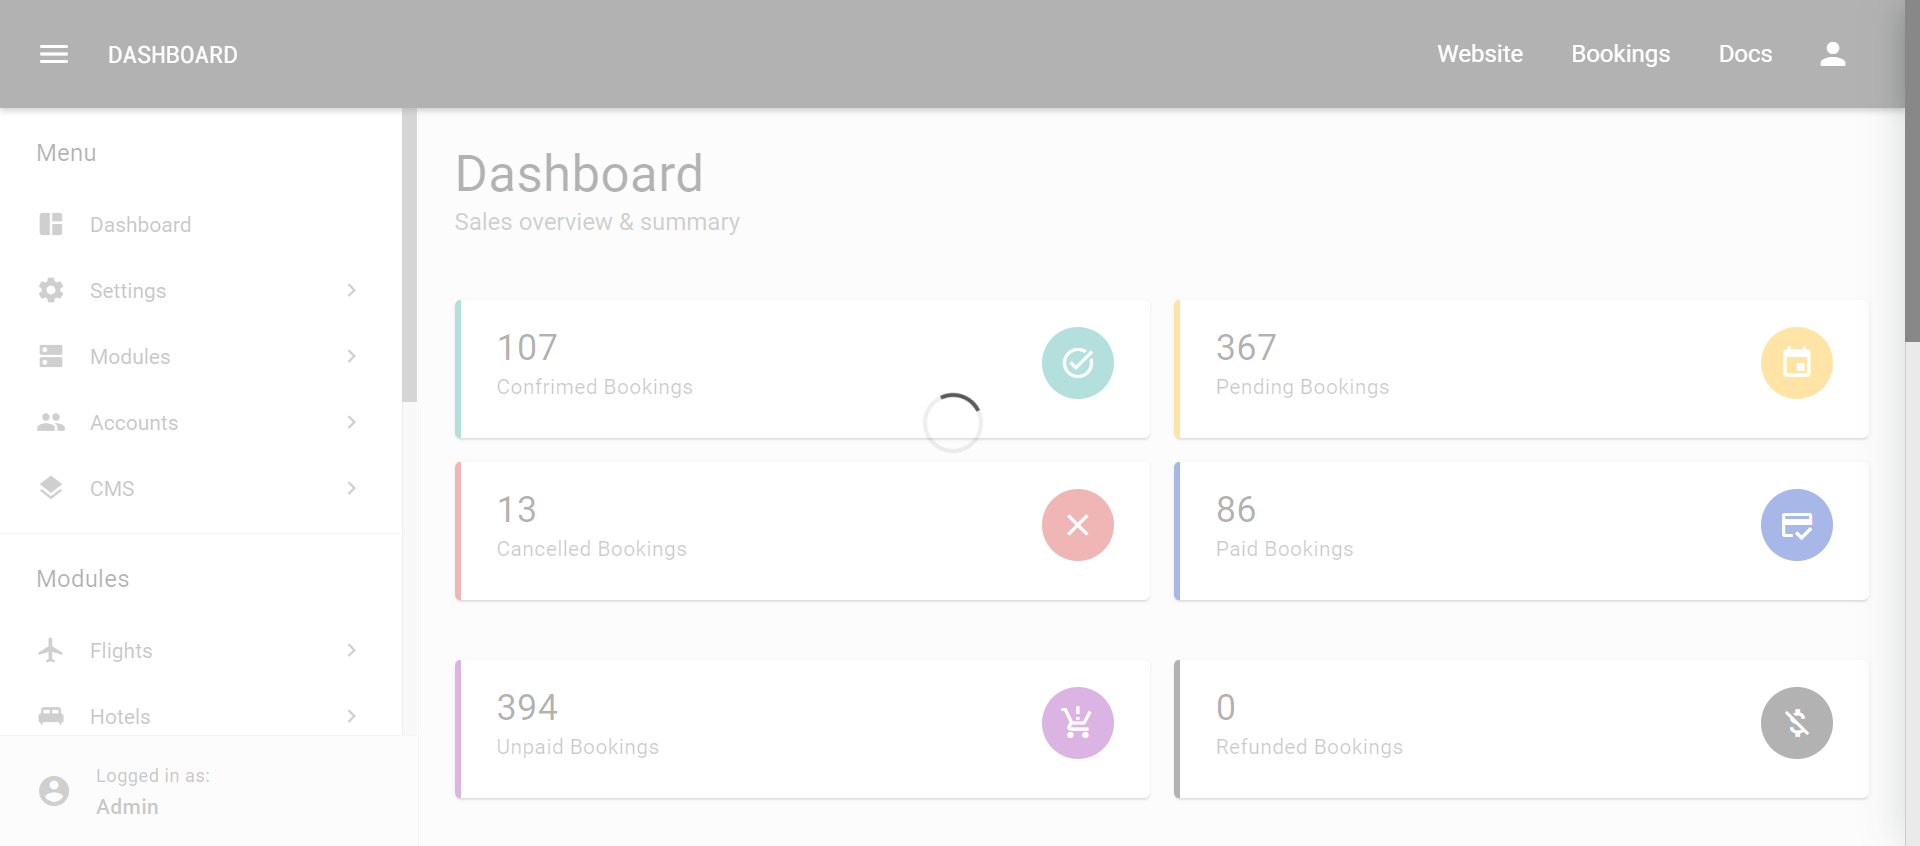 DASHBOARD
Website
Bookings
Docs
Menu
Dashboard
Settings
Modules
Accounts
CMS
Modules
Flights
Hotels
Logged in as:
Admin
Dashboard
Sales overview & summary
107
Confrimed Bookings
367
Pending Bookings
13
Cancelled Bookings
86
Paid Bookings
394
Unpaid Bookings
0
Refunded Bookings